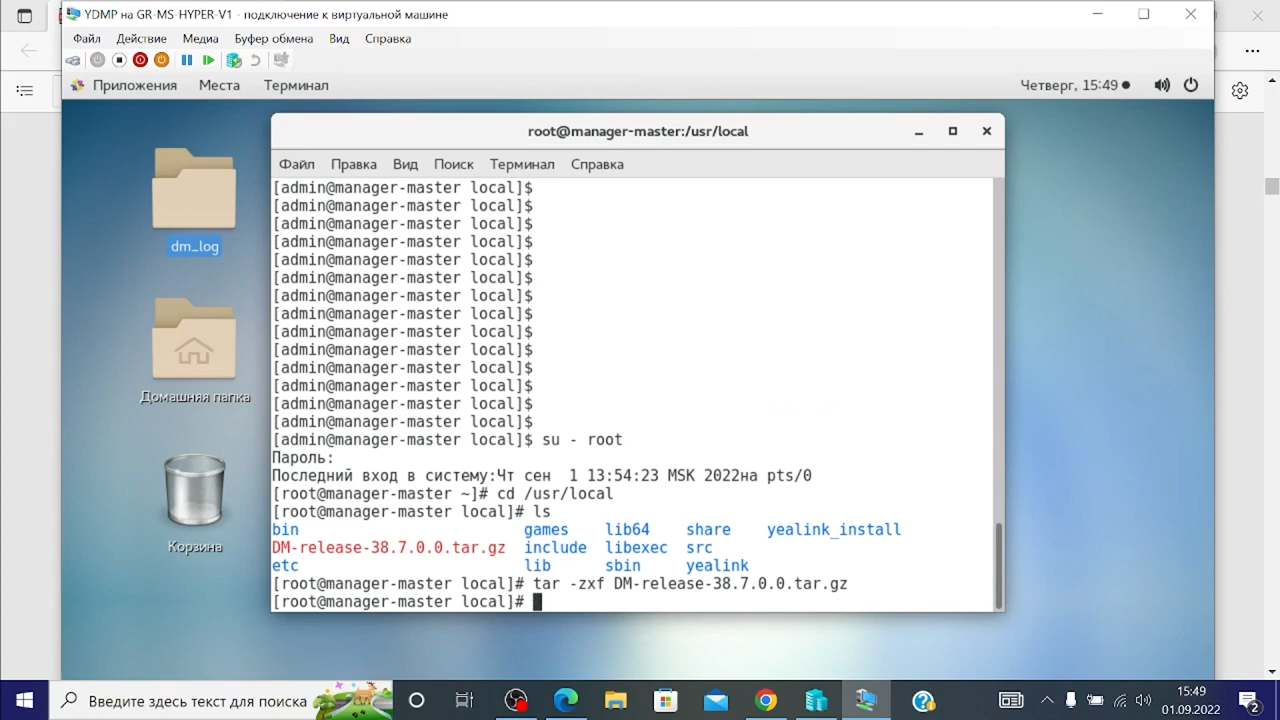 YDMP на GR-MS-HYPER-V1 - подключение к виртуальной машине
Файл Действие Медиа Буфер обмена Вид Справка
Приложения Места Терминал Четверг, 15:49
root@manager-master:/usr/local
Файл Правка Вид Поиск Терминал Справка
[admin@manager-master local]$
[admin@manager-master local]$
[admin@manager-master local]$
[admin@manager-master local]$
[admin@manager-master local]$
[admin@manager-master local]$
[admin@manager-master local]$
[admin@manager-master local]$
[admin@manager-master local]$
[admin@manager-master local]$
[admin@manager-master local]$
[admin@manager-master local]$
[admin@manager-master local]$
[admin@manager-master local]$
[admin@manager-master local]$ su - root
Пароль:
Последний вход в систему:Чт сен  1 13:54:23 MSK 2022на pts/0
[root@manager-master ~]# cd /usr/local
[root@manager-master local]# ls
bin games lib64 share yealink_install
DM-release-38.7.0.0.tar.gz include libexec src
etc lib sbin yealink
[root@manager-master local]# tar -zxf DM-release-38.7.0.0.tar.gz
[root@manager-master local]#
dm_log
Домашняя папка
Корзина
Введите здесь текст для поиска
15:49
01.09.2022
2